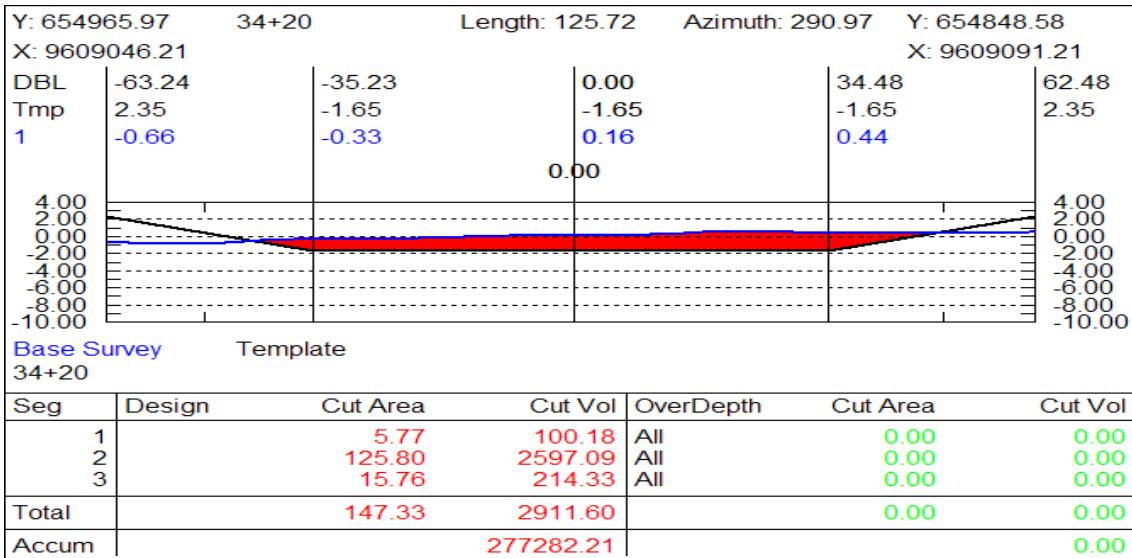 Y: 654965.97 34+20 Length: 125.72 Azimuth: 290.97 Y: 654848.58
X: 9609046.21 X: 9609091.21
DBL -63.24 -35.23 0.00 34.48 62.48
Tmp 2.35 -1.65 -1.65 -1.65 2.35
1 -0.66 -0.33 0.16 0.44
0.00
4.00 4.00
2.00 2.00
0.00 0.00
-2.00 -2.00
-4.00 -4.00
-6.00 -6.00
-8.00 -8.00
-10.00 -10.00
Base Survey Template
34+20
Seg Design Cut Area Cut Vol OverDepth Cut Area Cut Vol
1 5.77 100.18 All 0.00 0.00
2 125.80 2597.09 All 0.00 0.00
3 15.76 214.33 All 0.00 0.00
Total 147.33 2911.60 0.00 0.00
Accum 277282.21 0.00